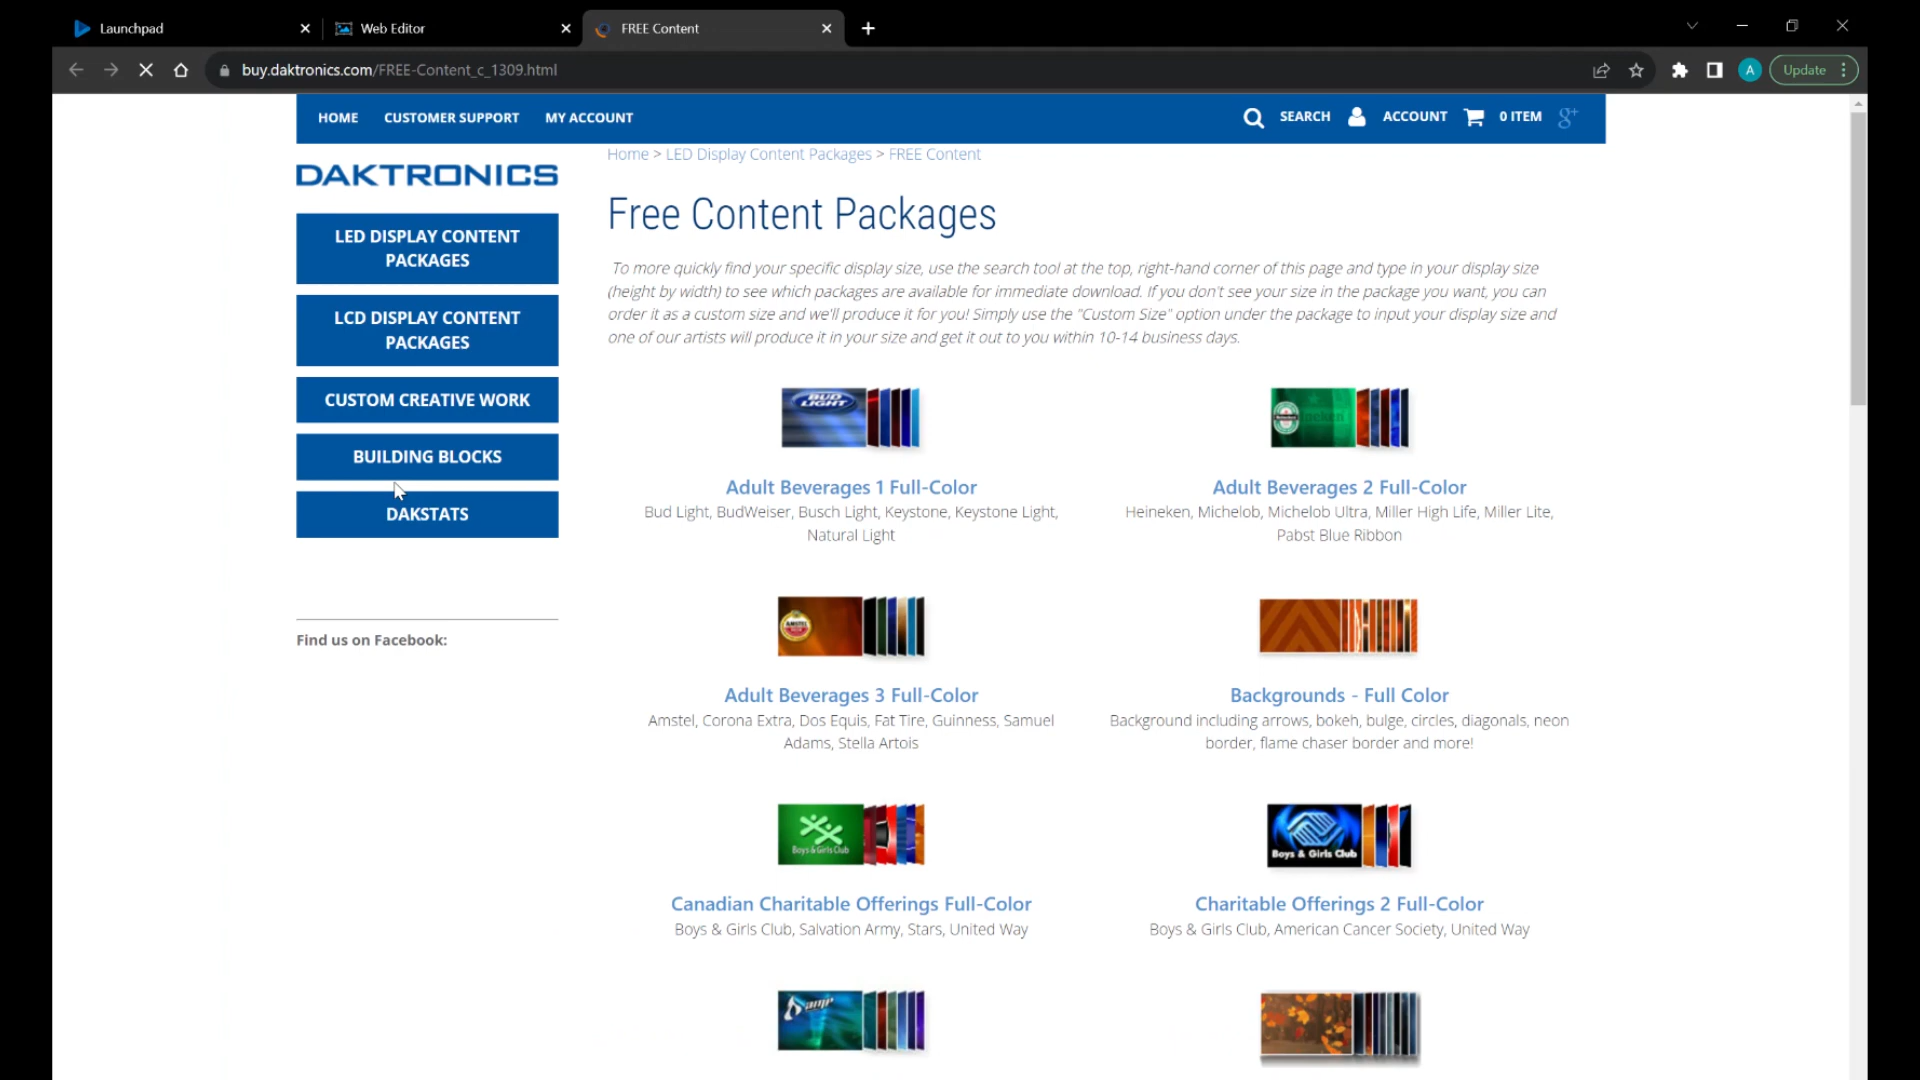 Launchpad
Web Editor
FREE Content
buy.daktronics.com/FREE-Content_c_1309.html
A
Update
HOME
CUSTOMER SUPPORT
MY ACCOUNT
SEARCH
ACCOUNT
0 ITEM
g+
DAKTRONICS
LED DISPLAY CONTENT
PACKAGES
LCD DISPLAY CONTENT
PACKAGES
CUSTOM CREATIVE WORK
BUILDING BLOCKS
DAKSTATS
Find us on Facebook:
Home > LED Display Content Packages > FREE Content
Free Content Packages
To more quickly find your specific display size, use the search tool at the top, right-hand corner of this page and type in your display size
(height by width) to see which packages are available for immediate download. If you don't see your size in the package you want, you can
order it as a custom size and we'll produce it for you! Simply use the "Custom Size" option under the package to input your display size and
one of our artists will produce it in your size and get it out to you within 10-14 business days.
BUD
LIGHT
Adult Beverages 1 Full-Color
Bud Light, BudWeiser, Busch Light, Keystone, Keystone Light,
Natural Light
Heineken
Adult Beverages 2 Full-Color
Heineken, Michelob, Michelob Ultra, Miller High Life, Miller Lite,
Pabst Blue Ribbon
AMSTEL
Adult Beverages 3 Full-Color
Amstel, Corona Extra, Dos Equis, Fat Tire, Guinness, Samuel
Adams, Stella Artois
Backgrounds - Full Color
Background including arrows, bokeh, bulge, circles, diagonals, neon
border, flame chaser border and more!
Boys & Girls Club
Canadian Charitable Offerings Full-Color
Boys & Girls Club, Salvation Army, Stars, United Way
Boys & Girls Club
Charitable Offerings 2 Full-Color
Boys & Girls Club, American Cancer Society, United Way
amp